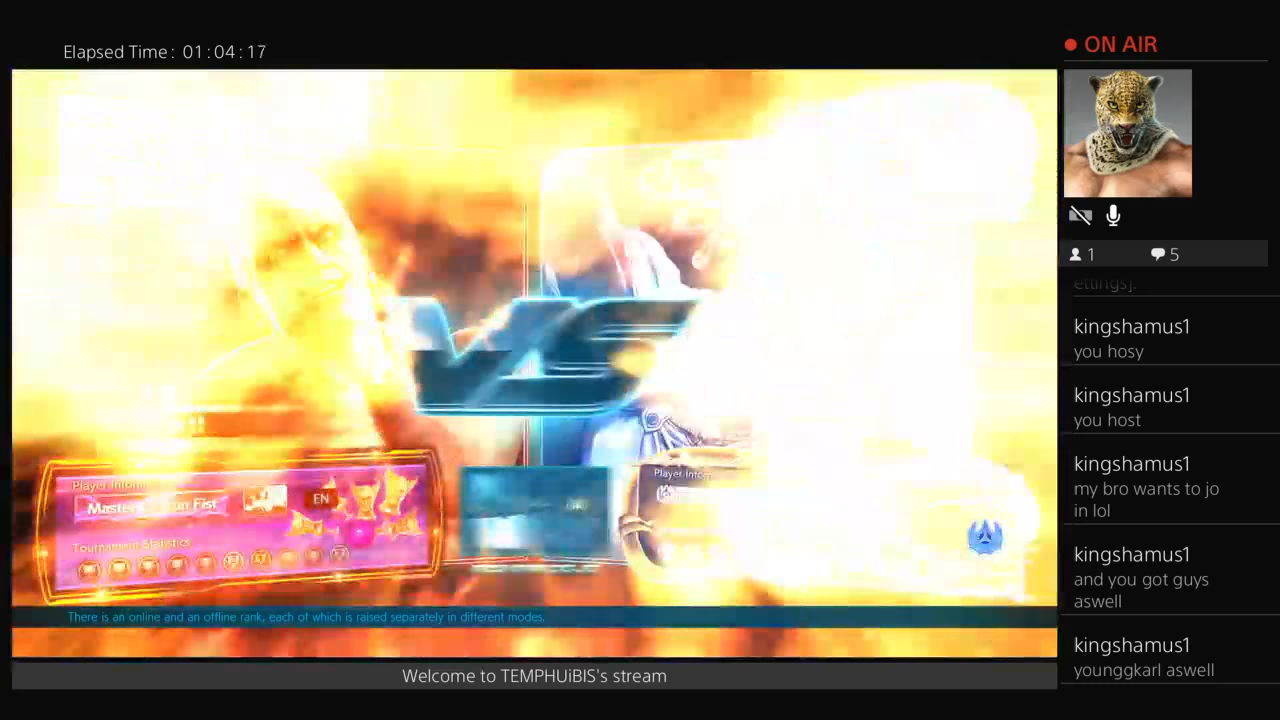 Elapsed Time: 01:04:17
ON AIR
1
5
ettings].
kingshamus1
you hosy
kingshamus1
you host
kingshamus1
my bro wants to jo
in lol
kingshamus1
and you got guys
aswell
kingshamus1
younggkarl aswell
Player
EN
Fist
Tournament Statistics
VS
Player
There is an online and an offline rank, each of which is raised separately in different modes.
Welcome to TEMPHUiBIS's stream